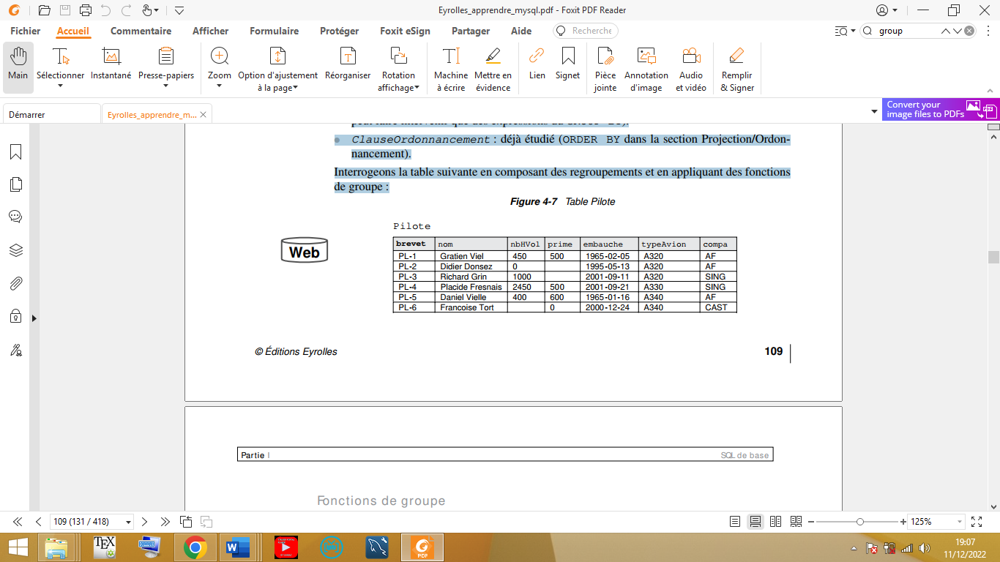 Eyrolles_apprendre_mysql.pdf - Foxit PDF Reader
Fichier Accueil Commentaire Afficher Formulaire Protéger Foxit eSign Partager Aide Recherche group
Main Sélectionner Instantané Presse-papiers Zoom Option d'ajustement à la page Réorganiser Rotation affichage Machine à écrire Mettre en évidence Lien Signet Pièce jointe Annotation d'image Audio et vidéo Remplir & Signer
Démarrer Eyrolles_apprendre_m... Convert your
image files to PDFs
ClauseOrdonnancement : déjà étudié (ORDER BY dans la section Projection/Ordon-
nancement).
Interrogeons la table suivante en composant des regroupements et en appliquant des fonctions
de groupe :
Figure 4-7 Table Pilote
Pilote
Web
brevet nom nbHVol prime embauche typeAvion compa
PL-1 Gratien Viel 450 500 1965-02-05 A320 AF
PL-2 Didier Donsez 0 1995-05-13 A320 AF
PL-3 Richard Grin 1000 2001-09-11 A320 SING
PL-4 Placide Fresnais 2450 500 2001-09-21 A330 SING
PL-5 Daniel Vielle 400 600 1965-01-16 A340 AF
PL-6 Francoise Tort 0 2000-12-24 A340 CAST
© Éditions Eyrolles 109
Partie I SQL de base
Fonctions de groupe
109 (131 / 418) 125%
19:07
11/12/2022